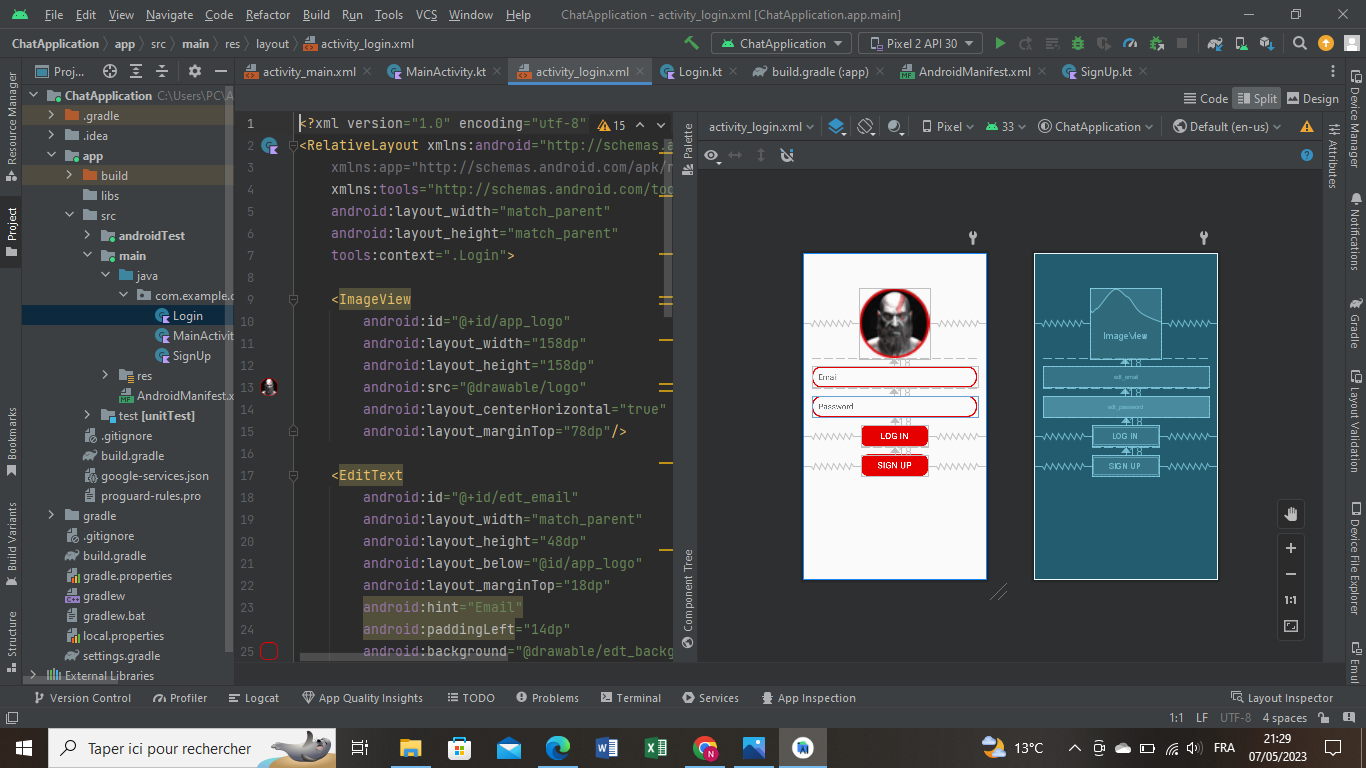 File Edit View Navigate Code Refactor Build Run Tools VCS Window Help ChatApplication - activity_login.xml [ChatApplication.app.main]
ChatApplication app src main res layout activity_login.xml ChatApplication Pixel 2 API 30
Proj... activity_main.xml MainActivity.kt activity_login.xml Login.kt build.gradle (:app) AndroidManifest.xml SignUp.kt
Code Split Design
Resource Manager
Project
Bookmarks
Build Variants
Structure
ChatApplication C:\Users\PC\A
.gradle
.idea
app
build
libs
src
androidTest
main
java
com.example.c
Login
MainActivit
SignUp
res
AndroidManifest.x
test [unitTest]
.gitignore
build.gradle
google-services.json
proguard-rules.pro
gradle
.gitignore
build.gradle
gradle.properties
gradlew
gradlew.bat
local.properties
settings.gradle
External Libraries
1 <?xml version="1.0" encoding="utf-8" 15
2 <RelativeLayout xmlns:android="http://schemas.a
3 xmlns:app="http://schemas.android.com/apk/r
4 xmlns:tools="http://schemas.android.com/too
5 android:layout_width="match_parent"
6 android:layout_height="match_parent"
7 tools:context=".Login">
8
9 <ImageView
10 android:id="@+id/app_logo"
11 android:layout_width="158dp"
12 android:layout_height="158dp"
13 android:src="@drawable/logo"
14 android:layout_centerHorizontal="true"
15 android:layout_marginTop="78dp"/>
16
17 <EditText
18 android:id="@+id/edt_email"
19 android:layout_width="match_parent"
20 android:layout_height="48dp"
21 android:layout_below="@id/app_logo"
22 android:layout_marginTop="18dp"
23 android:hint="Email"
24 android:paddingLeft="14dp"
25 android:background="@drawable/edt_backg
Palette
Component Tree
activity_login.xml Pixel 33 ChatApplication Default (en-us)
Email
Password
LOG IN
SIGN UP
18
18
18
18
ImageView
edt_email
edt_password
LOG IN
SIGN UP
18
18
18
18
1:1
Attributes
Device Manager
Notifications
Gradle
Layout Validation
Device File Explorer
Emul
Version Control Profiler Logcat App Quality Insights TODO Problems Terminal Services App Inspection Layout Inspector
1:1 LF UTF-8 4 spaces
Taper ici pour rechercher 13°C FRA 21:29
07/05/2023